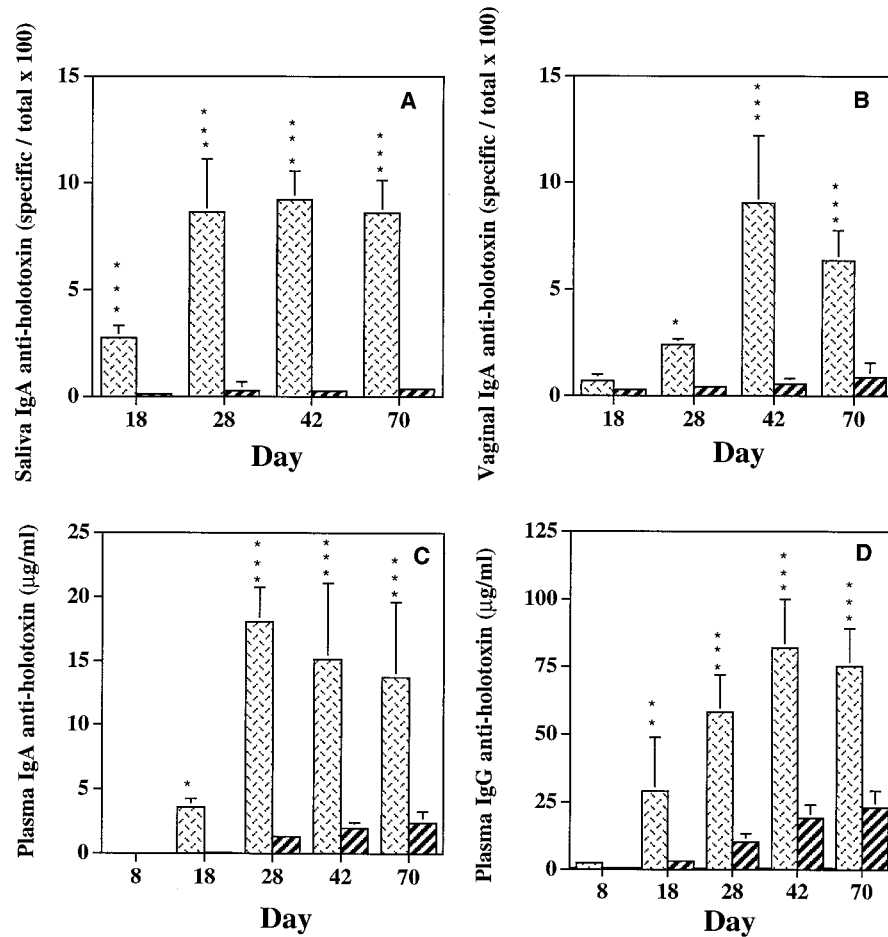 Saliva IgA anti-holotoxin (specific / total x 100)
15
10
5
0
A
* * *
* * *
* * *
* * *
18 28 42 70
Day
Vaginal IgA anti-holotoxin (specific / total x 100)
15
10
5
0
B
*
* * *
* * *
18 28 42 70
Day
Plasma IgA anti-holotoxin (µg/ml)
25
20
15
10
5
0
C
*
* * *
* * *
* * *
8 18 28 42 70
Day
Plasma IgG anti-holotoxin (µg/ml)
125
100
75
50
25
0
D
* *
* * *
* * *
* * *
8 18 28 42 70
Day